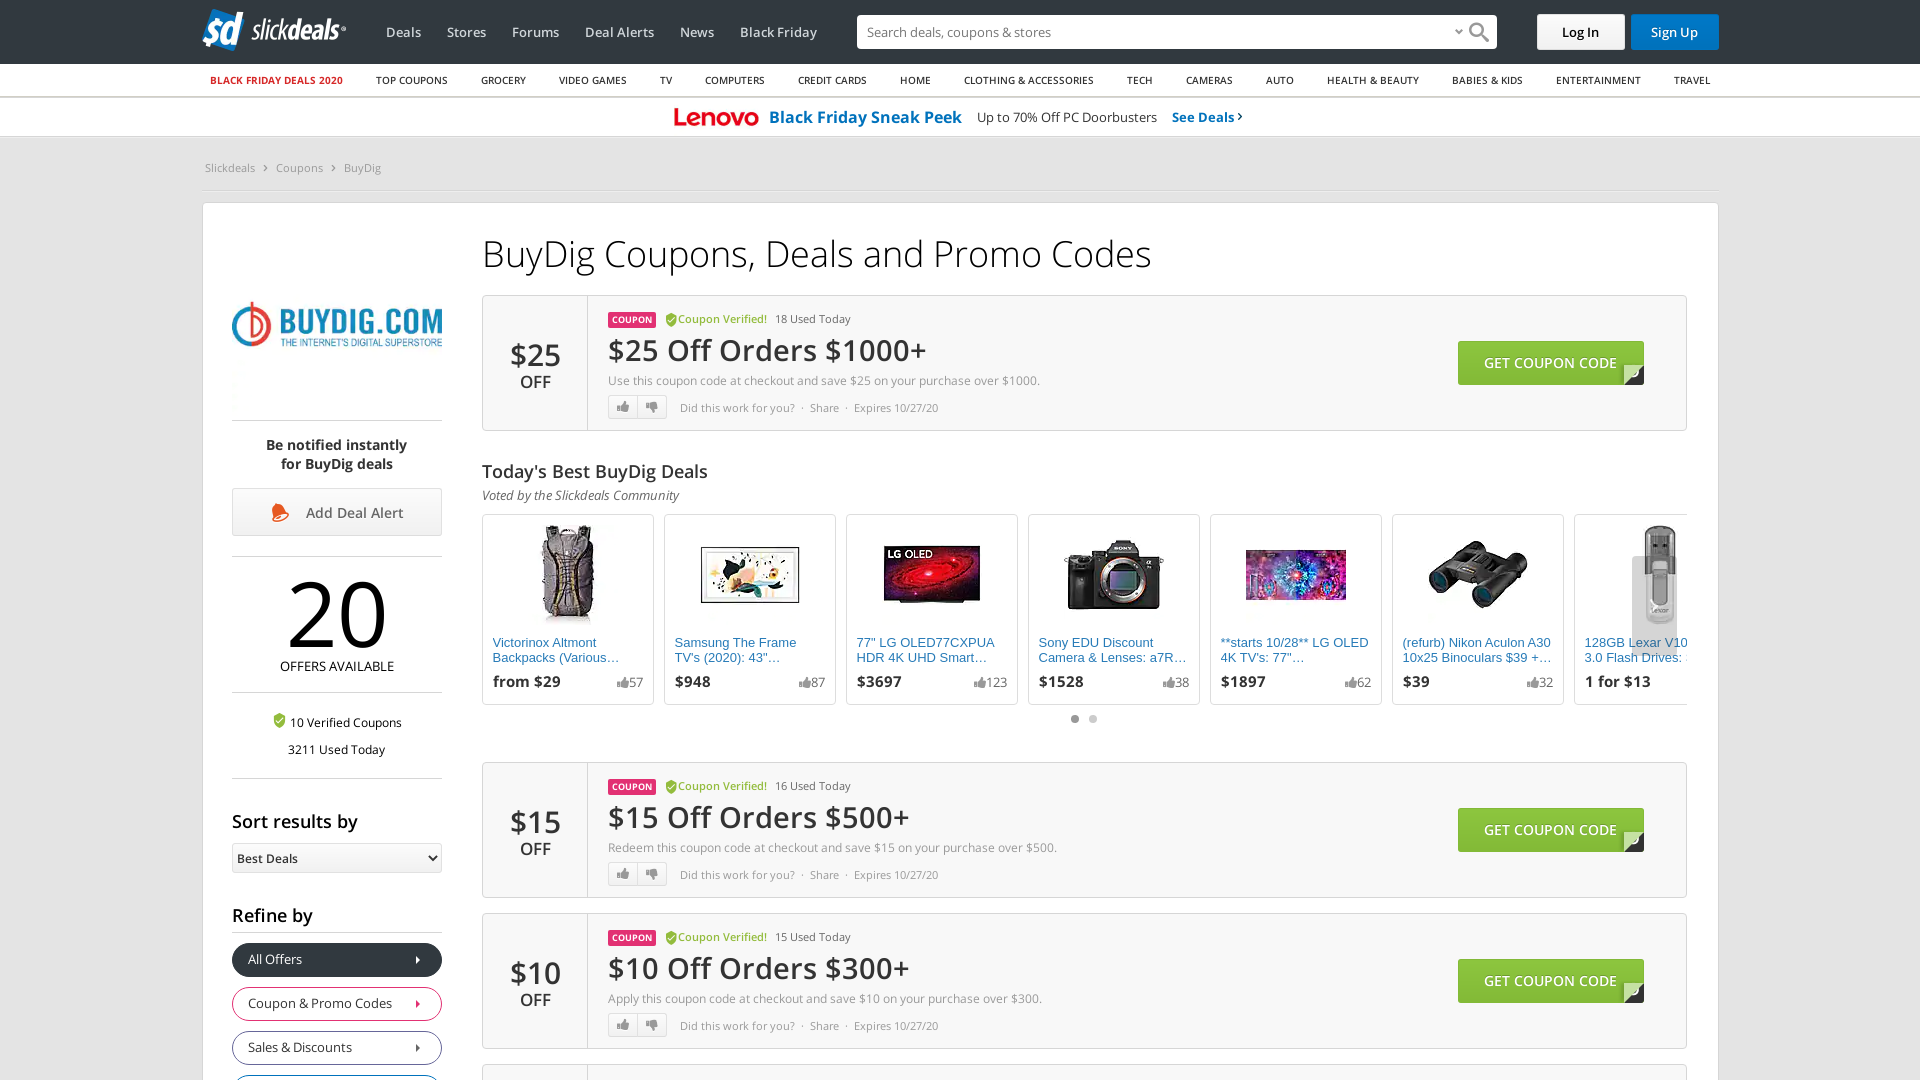 sd slickdeals
Deals Stores Forums Deal Alerts News Black Friday
Search deals, coupons & stores
Log In Sign Up
BLACK FRIDAY DEALS 2020 TOP COUPONS GROCERY VIDEO GAMES TV COMPUTERS CREDIT CARDS HOME CLOTHING & ACCESSORIES TECH CAMERAS AUTO HEALTH & BEAUTY BABIES & KIDS ENTERTAINMENT TRAVEL
Lenovo Black Friday Sneak Peek Up to 70% Off PC Doorbusters See Deals
Slickdeals Coupons BuyDig
BUYDIG.COM
THE INTERNET'S DIGITAL SUPERSTORE
Be notified instantly
for BuyDig deals
Add Deal Alert
20
OFFERS AVAILABLE
10 Verified Coupons
3211 Used Today
Sort results by
Best Deals
Refine by
All Offers
Coupon & Promo Codes
Sales & Discounts
BuyDig Coupons, Deals and Promo Codes
$25
OFF
COUPON Coupon Verified! 18 Used Today
$25 Off Orders $1000+
Use this coupon code at checkout and save $25 on your purchase over $1000.
Did this work for you? · Share · Expires 10/27/20
GET COUPON CODE
Today's Best BuyDig Deals
Voted by the Slickdeals Community
Victorinox Altmont
Backpacks (Various…
from $29 57
Samsung The Frame
TV's (2020): 43"…
$948 87
LG OLED
77" LG OLED77CXPUA
HDR 4K UHD Smart…
$3697 123
SONY
Sony EDU Discount
Camera & Lenses: a7R…
$1528 38
**starts 10/28** LG OLED
4K TV's: 77"…
$1897 62
(refurb) Nikon Aculon A30
10x25 Binoculars $39 +…
$39 32
Lexar
128GB Lexar V10
3.0 Flash Drives:
1 for $13
$15
OFF
COUPON Coupon Verified! 16 Used Today
$15 Off Orders $500+
Redeem this coupon code at checkout and save $15 on your purchase over $500.
Did this work for you? · Share · Expires 10/27/20
GET COUPON CODE
$10
OFF
COUPON Coupon Verified! 15 Used Today
$10 Off Orders $300+
Apply this coupon code at checkout and save $10 on your purchase over $300.
Did this work for you? · Share · Expires 10/27/20
GET COUPON CODE